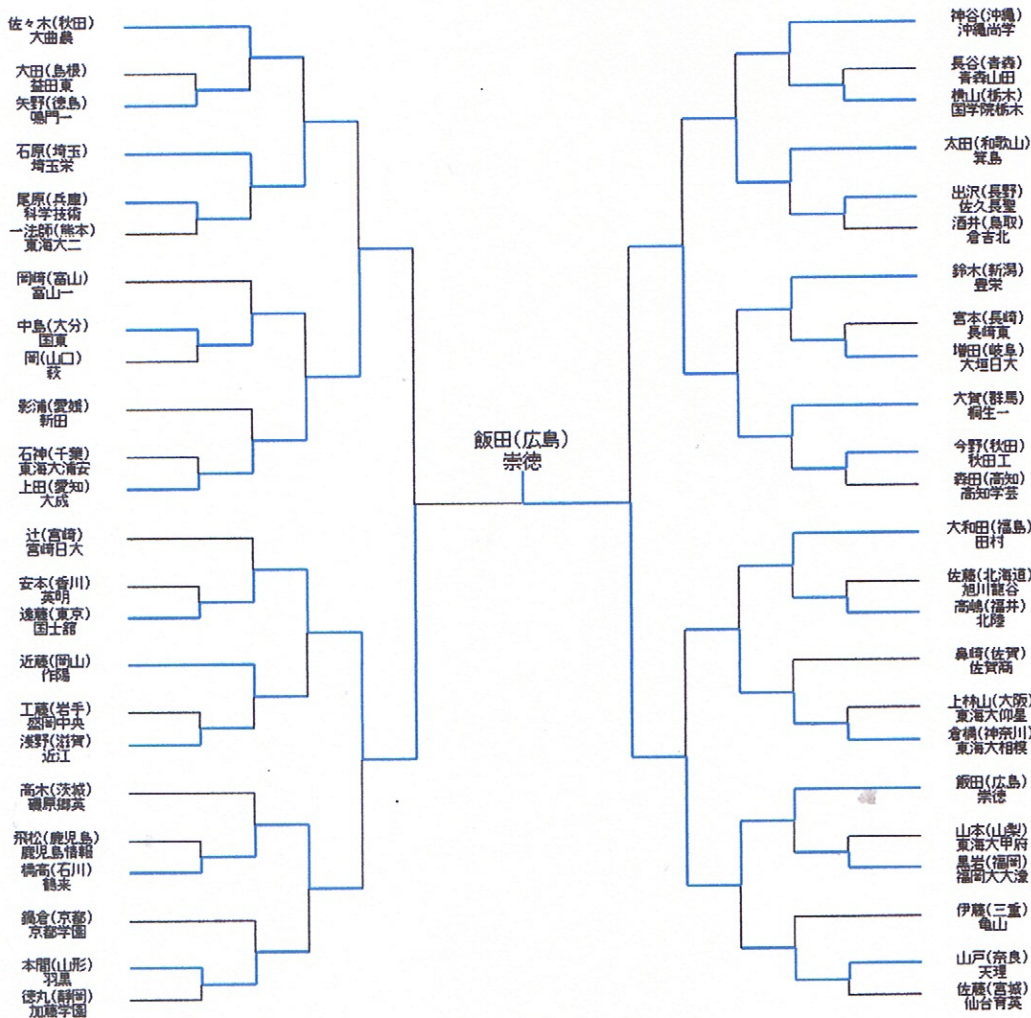 佐々木(秋田)
大曲農
大田(島根)
益田東
矢野(徳島)
鳴門一
石原(埼玉)
埼玉栄
尾原(兵庫)
科学技術
一法師(熊本)
東海大二
岡崎(富山)
富山一
中島(大分)
国東
岡(山口)
萩
影浦(愛媛)
新田
石神(千葉)
東海大浦安
上田(愛知)
大成
辻(宮崎)
宮崎日大
安本(香川)
英明
遠藤(東京)
国士舘
近藤(岡山)
作陽
工藤(岩手)
盛岡中央
浅野(滋賀)
近江
高木(茨城)
磯原郷英
飛松(鹿児島)
鹿児島情報
橋高(石川)
鶴来
鍋倉(京都)
京都学園
本間(山形)
羽黒
徳丸(静岡)
加藤学園
飯田(広島)
崇徳
神谷(沖縄)
沖縄尚学
長谷(青森)
青森山田
横山(栃木)
国学院栃木
太田(和歌山)
箕島
出沢(長野)
佐久長聖
酒井(鳥取)
倉吉北
鈴木(新潟)
豊栄
宮本(長崎)
長崎東
増田(岐阜)
大垣日大
大賀(群馬)
桐生一
今野(秋田)
秋田工
森田(高知)
高知学芸
大和田(福島)
田村
佐藤(北海道)
旭川龍谷
高嶋(福井)
北陸
鼻崎(佐賀)
佐賀商
上林山(大阪)
東海大仰星
倉橋(神奈川)
東海大相模
飯田(広島)
崇徳
山本(山梨)
東海大甲府
黒岩(福岡)
福岡大大濠
伊藤(三重)
亀山
山戸(奈良)
天理
佐藤(宮城)
仙台育英